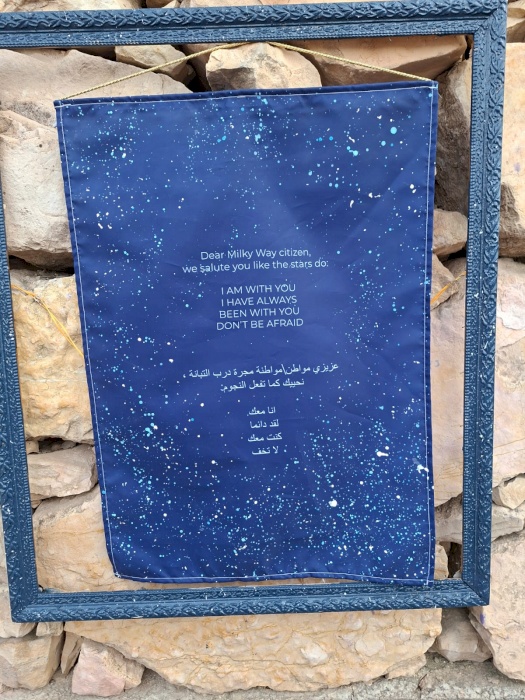 Dear Milky Way citizen,
we salute you like the stars do:
I AM WITH YOU
I HAVE ALWAYS
BEEN WITH YOU
DON'T BE AFRAID
عزيزي مواطن\مواطنة مجرة درب التبانة
نحييك كما تفعل النجوم:
انا معك.
لقد دائما
كنت معك
لا تخف